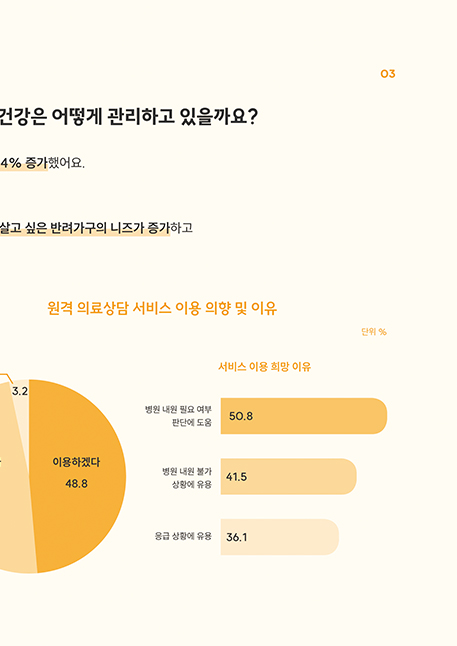 03
건강은 어떻게 관리하고 있을까요?
4% 증가했어요.
살고 싶은 반려가구의 니즈가 증가하고
원격 의료상담 서비스 이용 의향 및 이유
단위 %
서비스 이용 희망 이유
3.2
이용하겠다
48.8
병원 내원 필요 여부
판단에 도움
50.8
병원 내원 불가
상황에 유용
41.5
응급 상황에 유용
36.1